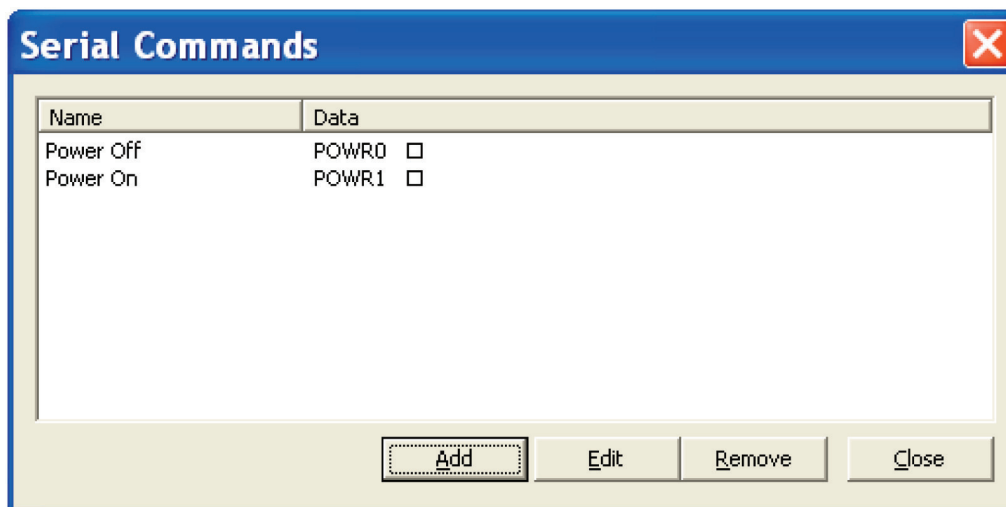 Serial Commands
Name Data
Power Off POWR0 □
Power On POWR1 □
Add Edit Remove Close